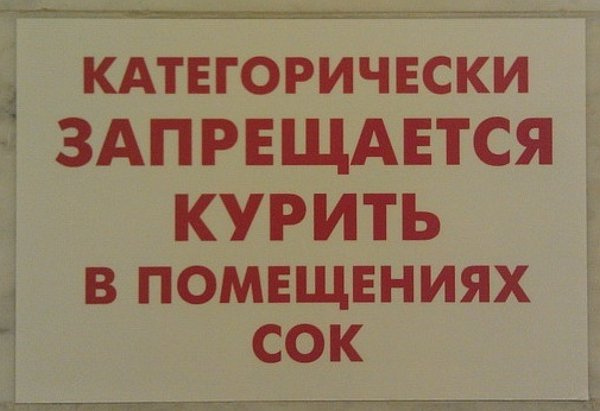 КАТЕГОРИЧЕСКИ
ЗАПРЕЩАЕТСЯ
КУРИТЬ
В ПОМЕЩЕНИЯХ
СОК